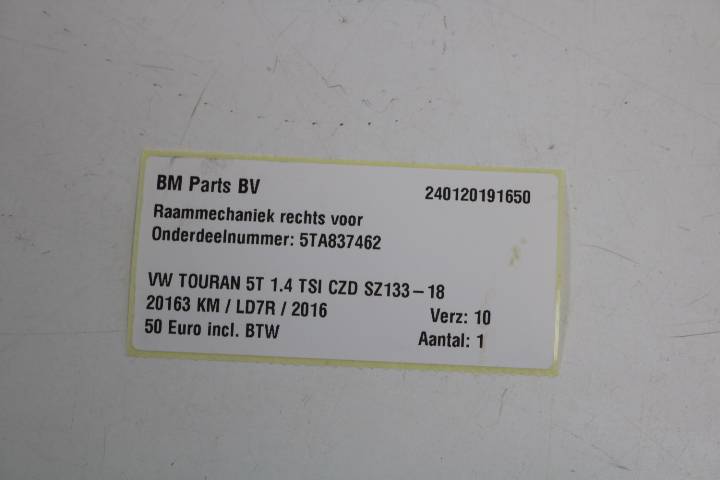 BM Parts BV 240120191650
Raammechaniek rechts voor
Onderdeelnummer: 5TA837462
VW TOURAN 5T 1.4 TSI CZD SZ133-18
20163 KM / LD7R / 2016 Verz: 10
50 Euro incl. BTW Aantal: 1